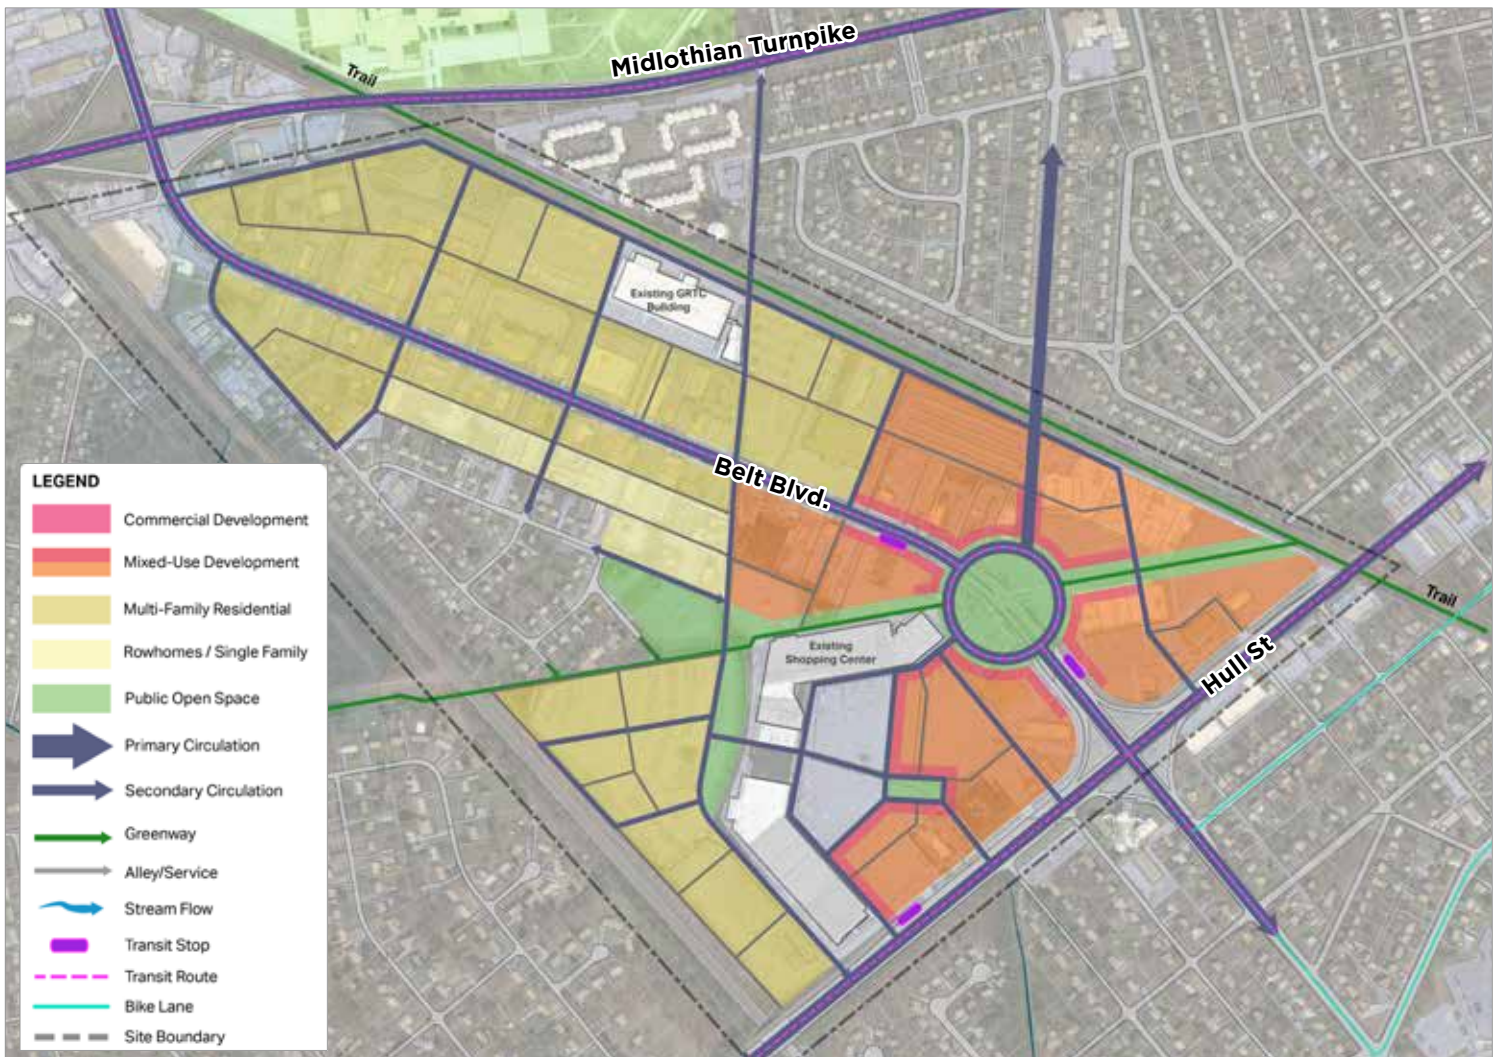 Midlothian Turnpike
Trail
Existing GRTC
Building
Belt Blvd.
Existing
Shopping Center
Hull St
Trail
LEGEND
Commercial Development
Mixed-Use Development
Multi-Family Residential
Rowhomes / Single Family
Public Open Space
Primary Circulation
Secondary Circulation
Greenway
Alley/Service
Stream Flow
Transit Stop
Transit Route
Bike Lane
Site Boundary